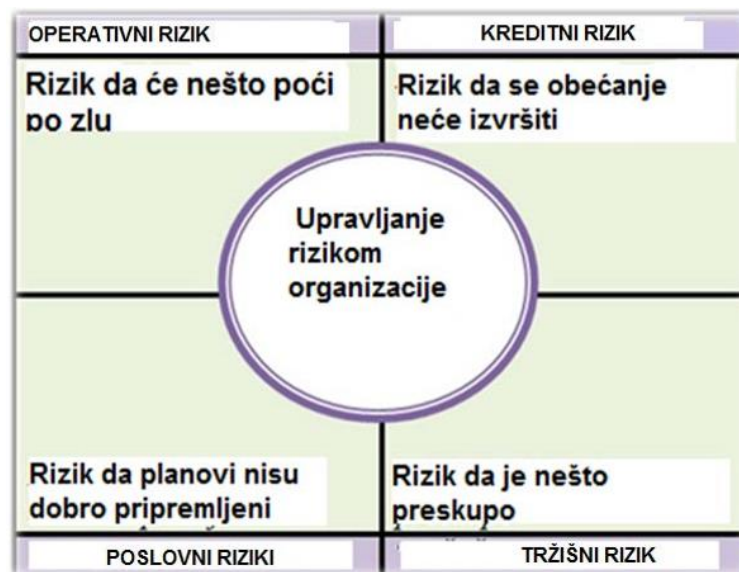 OPERATIVNI RIZIK
KREDITNI RIZIK
Rizik da će nešto poći
po zlu
Rizik da se obećanje
neće izvršiti
Upravljanje
rizikom
organizacije
Rizik da planovi nisu
dobro pripremljeni
Rizik da je nešto
preskupo
POSLOVNI RIZIKI
TRŽIŠNI RIZIK